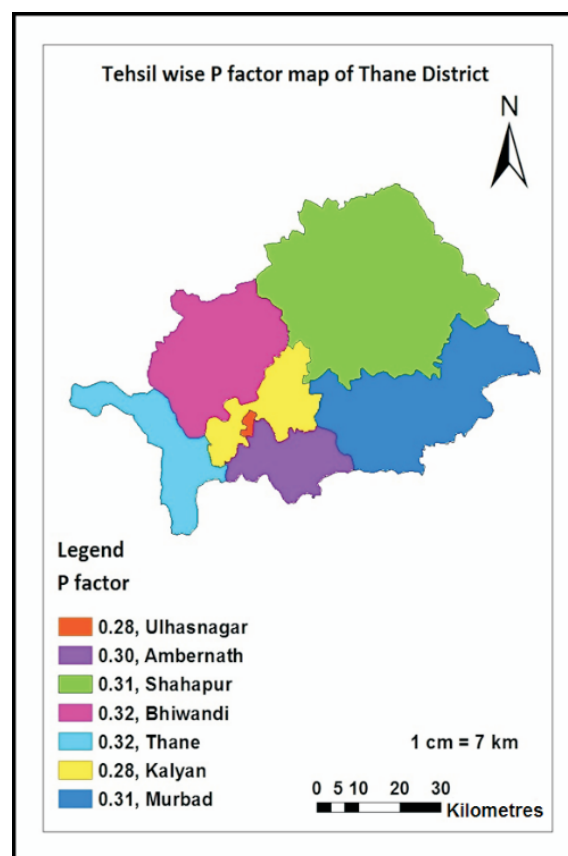 Tehsil wise P factor map of Thane District
N
Legend
P factor
0.28, Ulhasnagar
0.30, Ambernath
0.31, Shahapur
0.32, Bhiwandi
0.32, Thane
0.28, Kalyan
0.31, Murbad
1 cm = 7 km
0 5 10 20 30
Kilometres